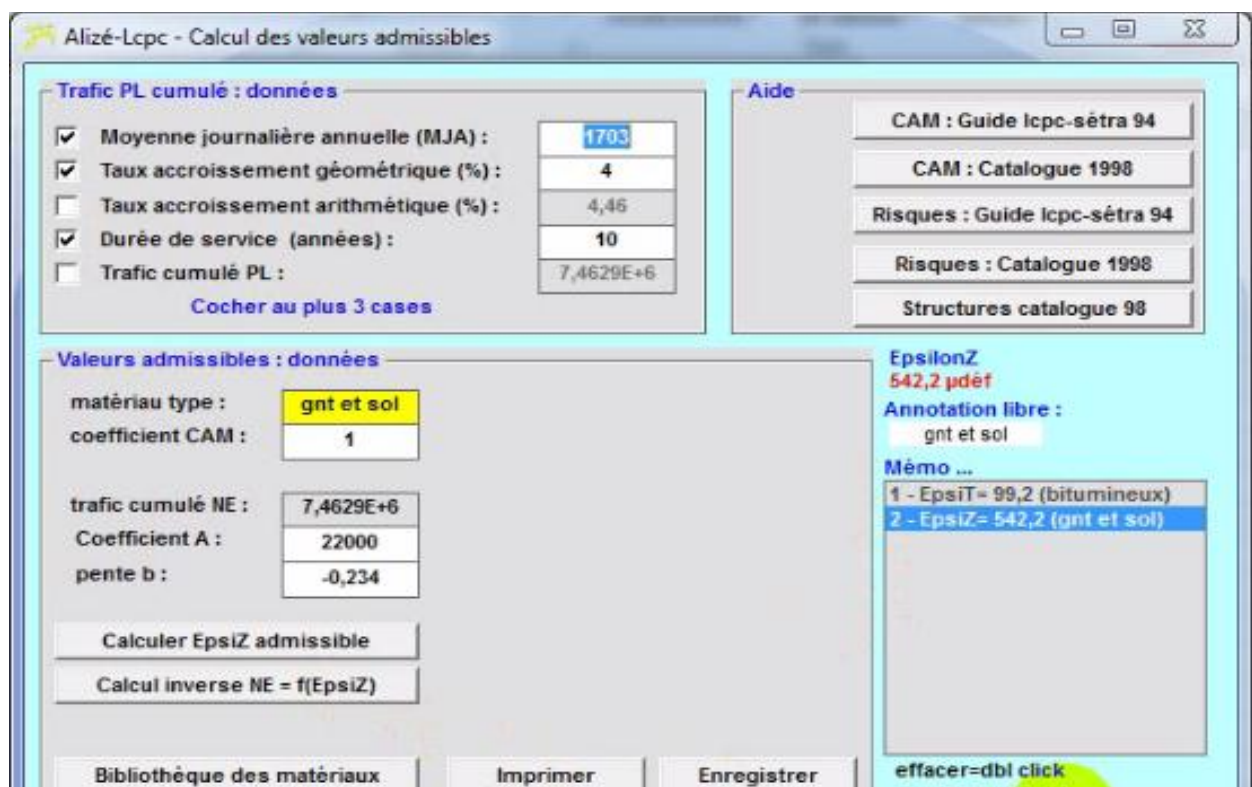 Alizé-Lcpc - Calcul des valeurs admissibles
Trafic PL cumulé : données
Moyenne journalière annuelle (MJA) : 1703
Taux accroissement géométrique (%) : 4
Taux accroissement arithmétique (%) : 4,46
Durée de service (années) : 10
Trafic cumulé PL : 7,4629E+6
Cocher au plus 3 cases
Aide
CAM : Guide lcpc-sétra 94
CAM : Catalogue 1998
Risques : Guide lcpc-sétra 94
Risques : Catalogue 1998
Structures catalogue 98
Valeurs admissibles : données
matériau type : gnt et sol
coefficient CAM : 1
trafic cumulé NE : 7,4629E+6
Coefficient A : 22000
pente b : -0,234
Calculer EpsiZ admissible
Calcul inverse NE = f(EpsiZ)
Bibliothèque des matériaux
Imprimer
Enregistrer
EpsilonZ
542,2 µdéf
Annotation libre :
gnt et sol
Mémo ...
1 - EpsiT= 99,2 (bitumineux)
2 - EpsiZ= 542,2 (gnt et sol)
effacer=dbl click